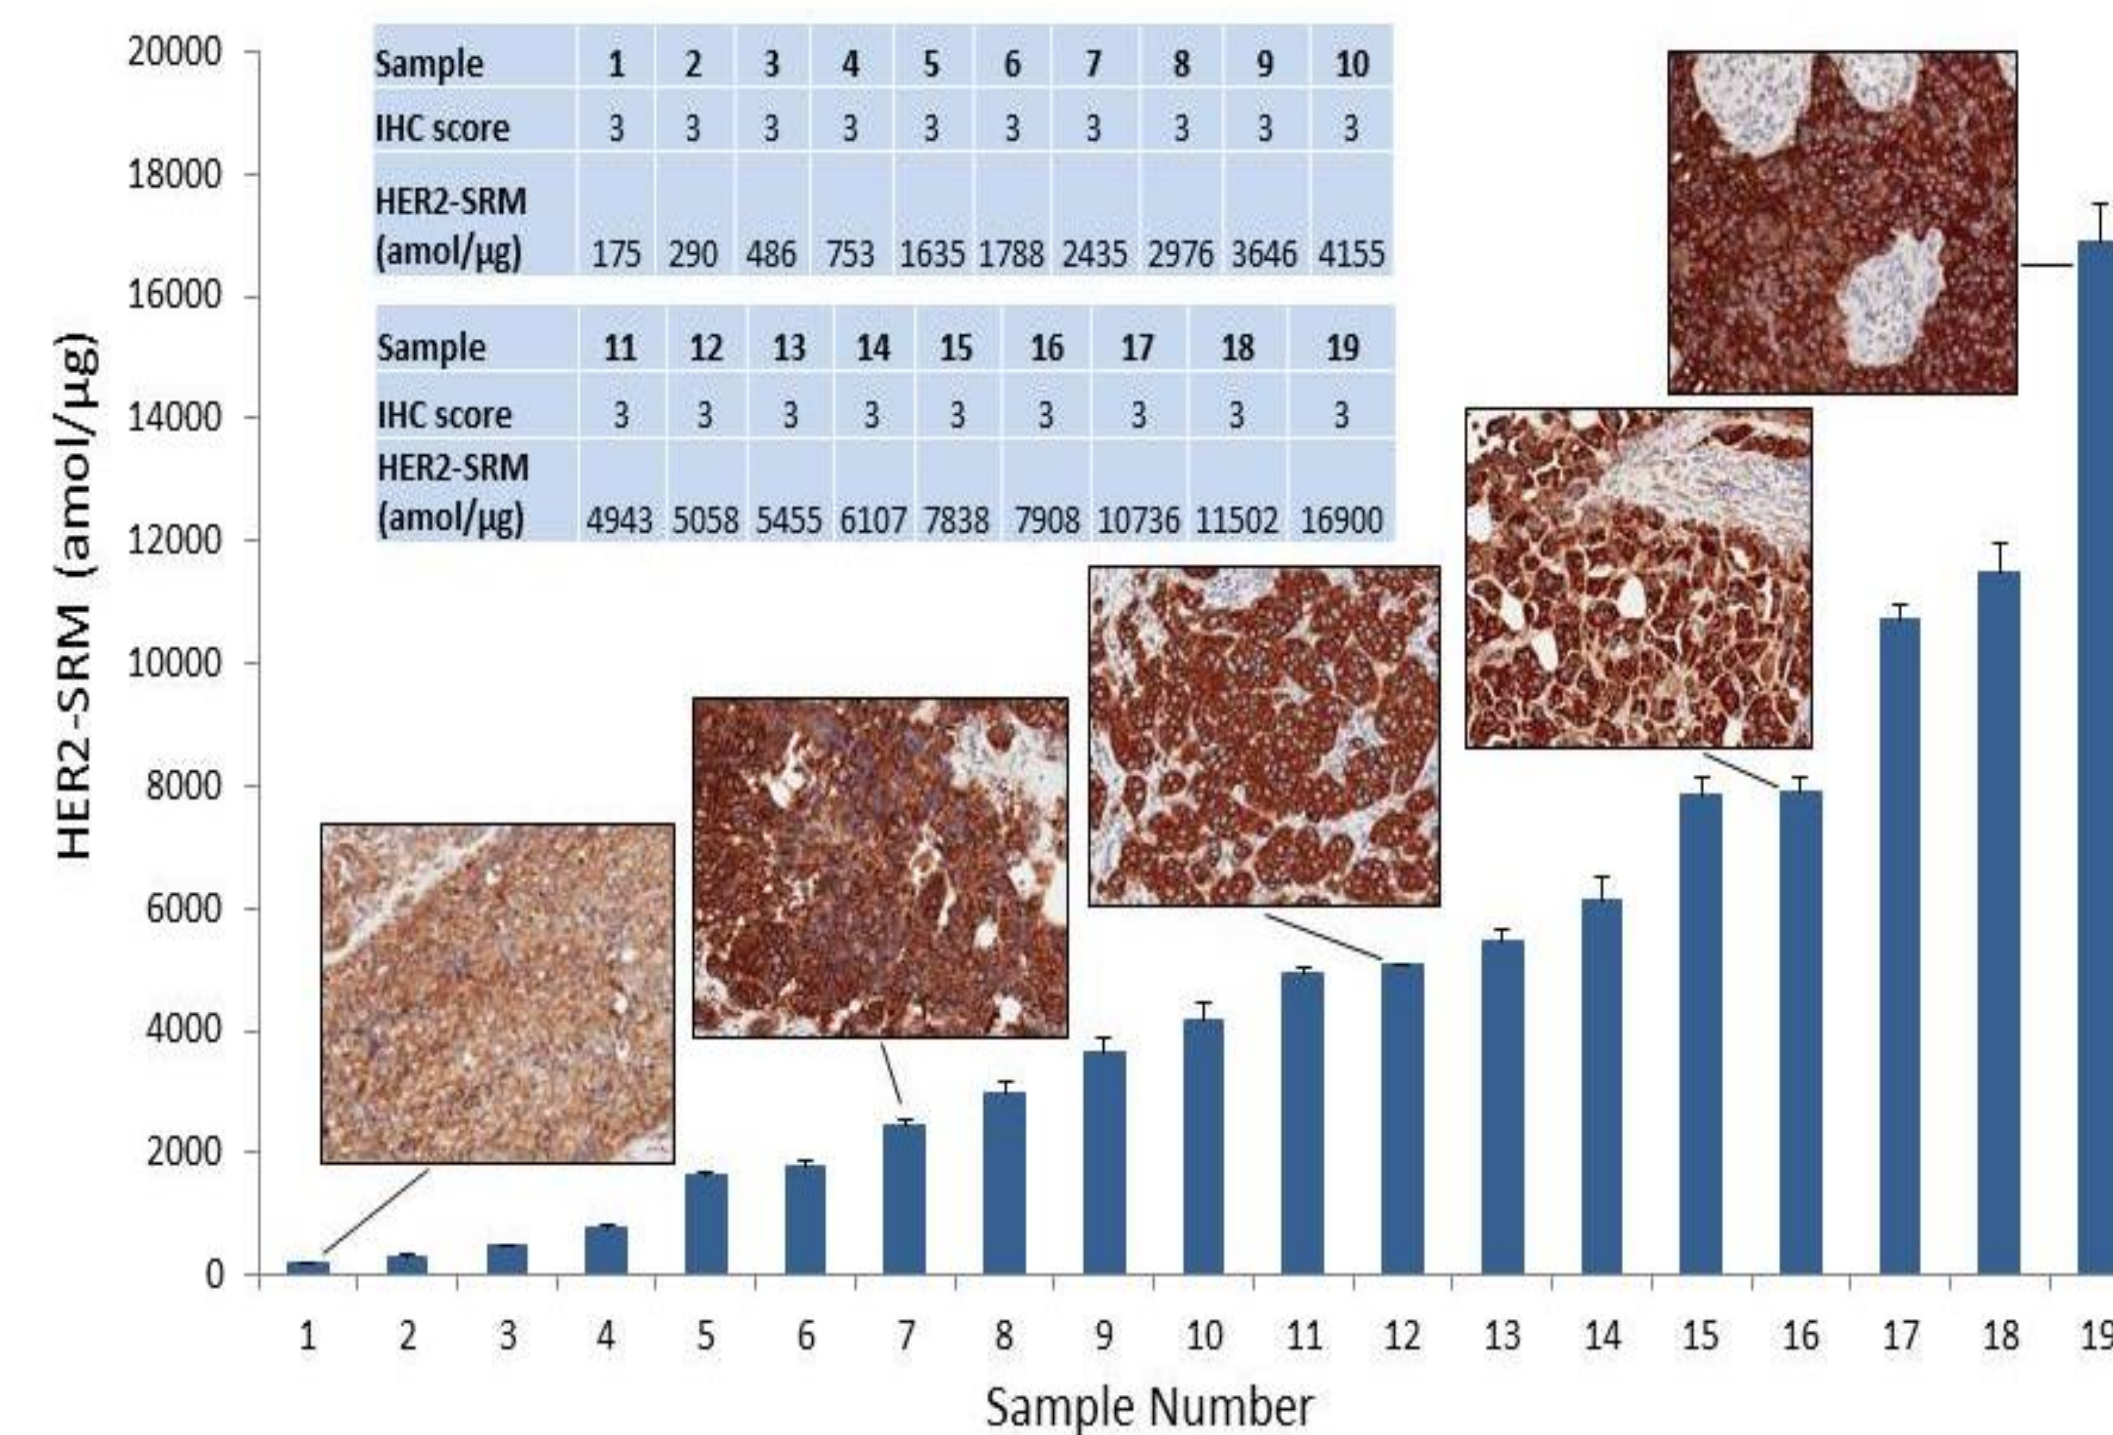 Sample 1 2 3 4 5 6 7 8 9 10
IHC score 3 3 3 3 3 3 3 3 3 3
HER2-SRM
(amol/µg) 175 290 486 753 1635 1788 2435 2976 3646 4155
Sample 11 12 13 14 15 16 17 18 19
IHC score 3 3 3 3 3 3 3 3 3
HER2-SRM
(amol/µg) 4943 5058 5455 6107 7838 7908 10736 11502 16900
HER2-SRM (amol/µg)
20000
18000
16000
14000
12000
10000
8000
6000
4000
2000
0
1 2 3 4 5 6 7 8 9 10 11 12 13 14 15 16 17 18 19
Sample Number